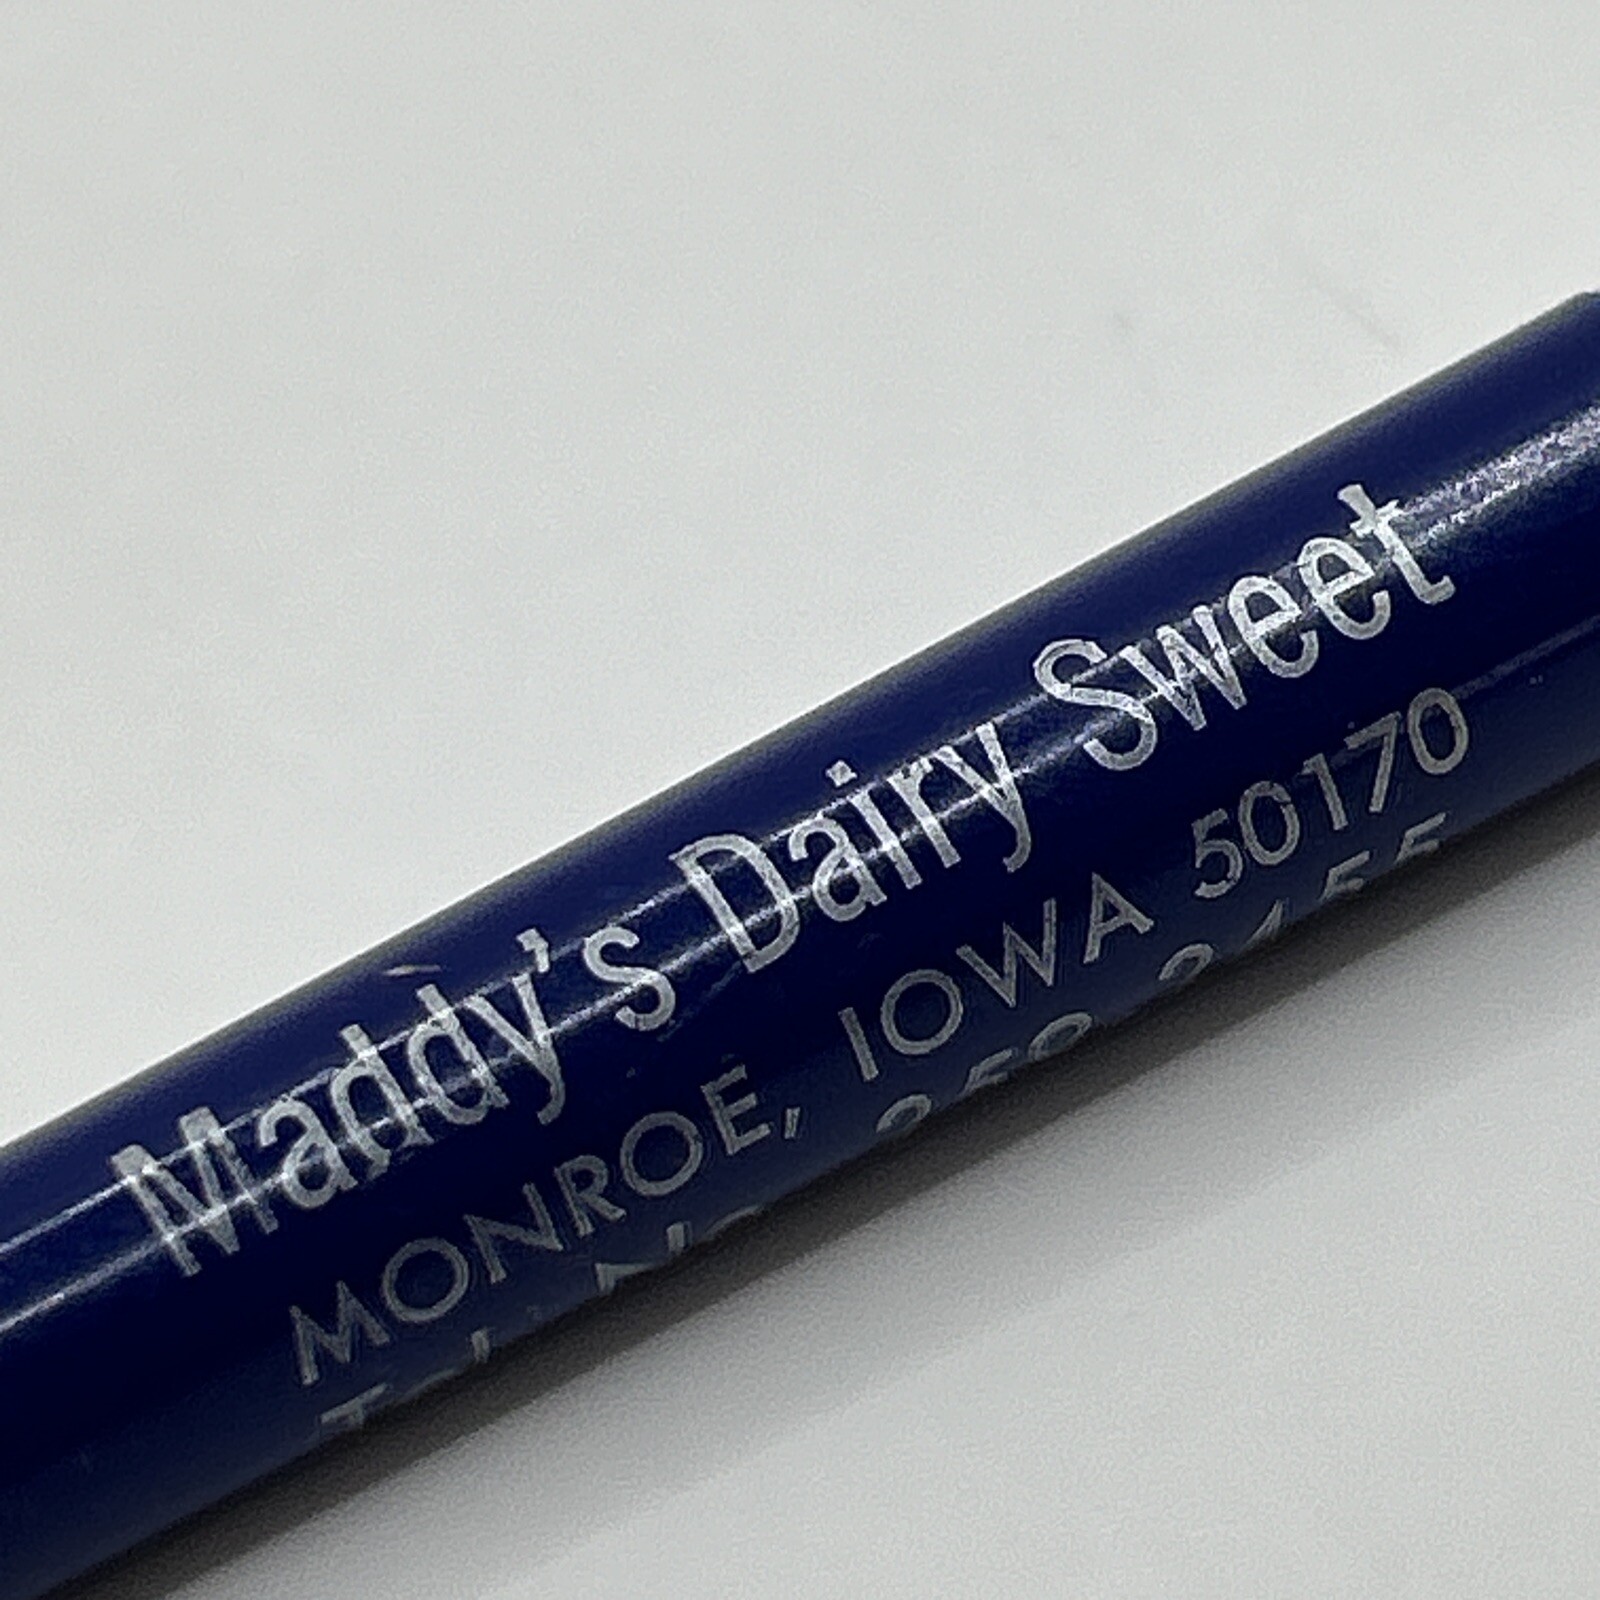 Maddy's Dairy Sweet
MONROE, IOWA 50170